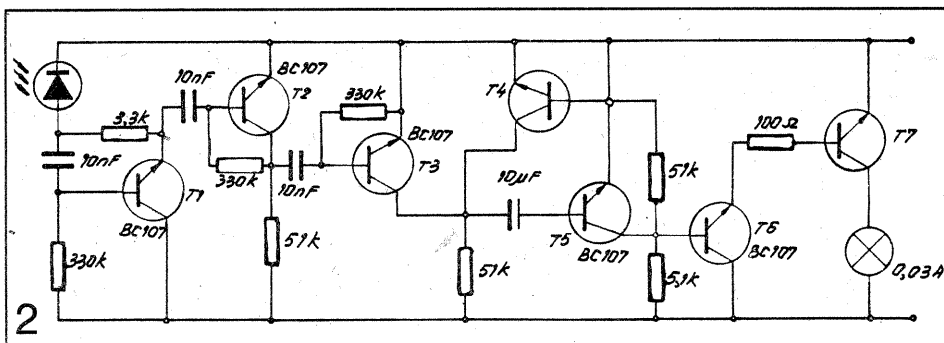 BC107
10nF
T2
T4
330k
BC107
T7
100Ω
3,3k
10nF
330k
10nF
T3
10µF
51k
T1
BC107
T5
BC107
T6
BC107
330k
51k
51k
5,1k
0,03A
2